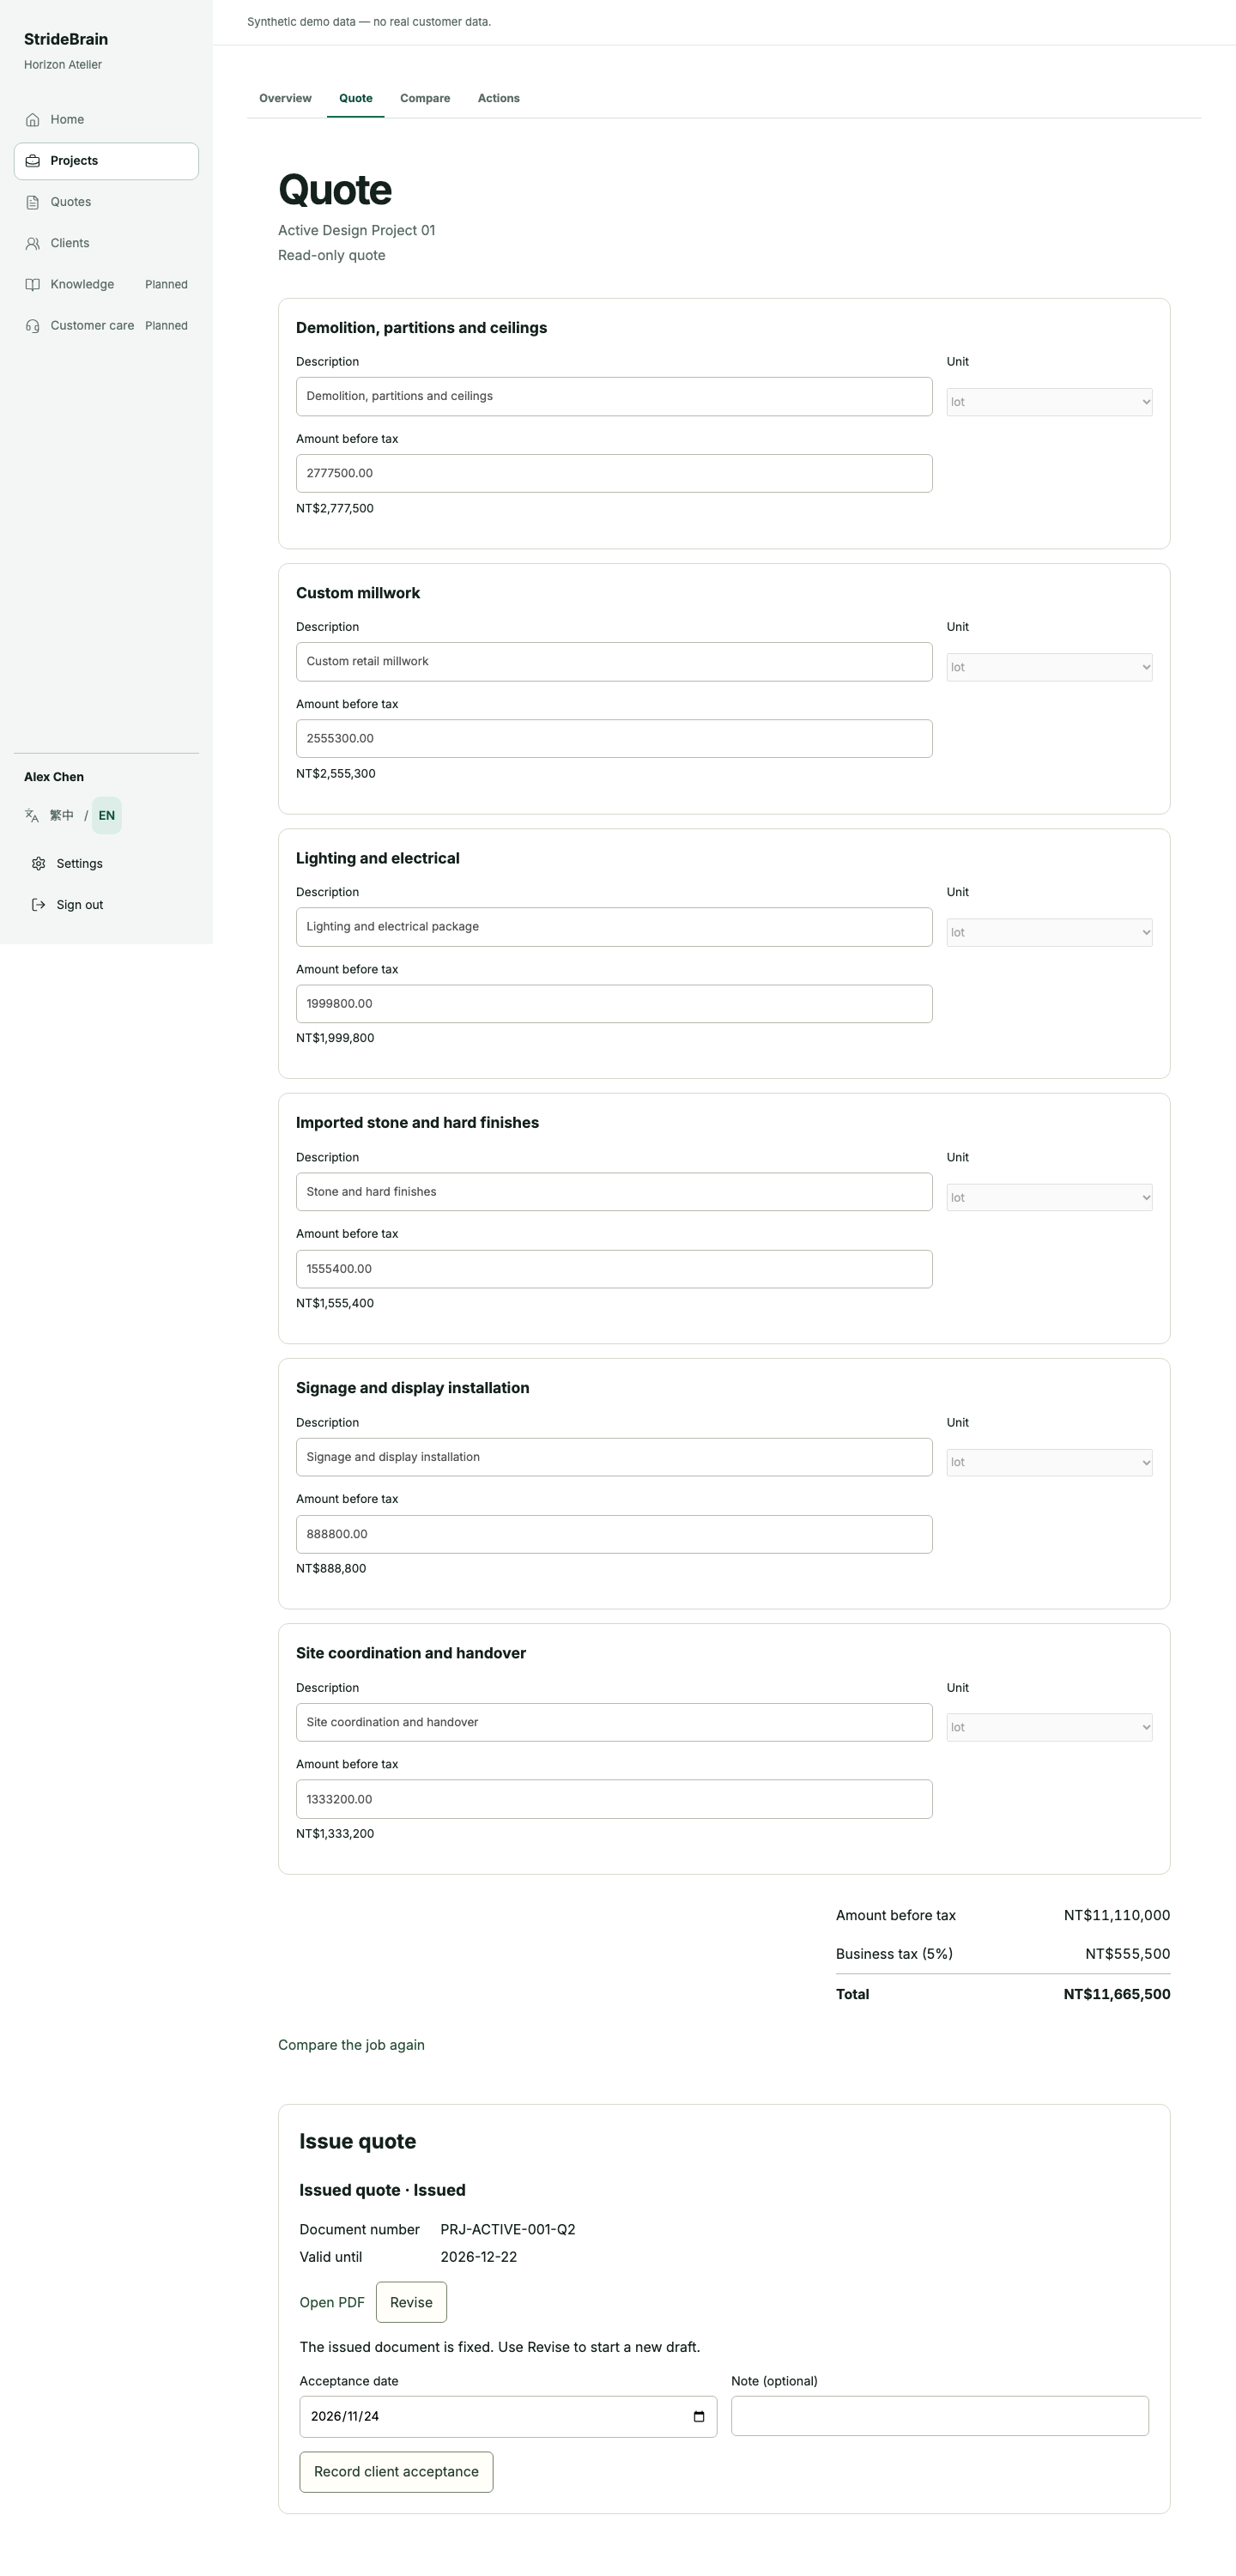 StrideBrain
Horizon Atelier
Home
Projects
Quotes
Clients
Knowledge Planned
Customer care Planned
Alex Chen
繁中 / EN
Settings
Sign out
Synthetic demo data — no real customer data.
Overview Quote Compare Actions
Quote
Active Design Project 01
Read-only quote
Demolition, partitions and ceilings
Description Unit
Demolition, partitions and ceilings lot
Amount before tax
2777500.00
NT$2,777,500
Custom millwork
Description Unit
Custom retail millwork lot
Amount before tax
2555300.00
NT$2,555,300
Lighting and electrical
Description Unit
Lighting and electrical package lot
Amount before tax
1999800.00
NT$1,999,800
Imported stone and hard finishes
Description Unit
Stone and hard finishes lot
Amount before tax
1555400.00
NT$1,555,400
Signage and display installation
Description Unit
Signage and display installation lot
Amount before tax
888800.00
NT$888,800
Site coordination and handover
Description Unit
Site coordination and handover lot
Amount before tax
1333200.00
NT$1,333,200
Amount before tax NT$11,110,000
Business tax (5%) NT$555,500
Total NT$11,665,500
Compare the job again
Issue quote
Issued quote · Issued
Document number PRJ-ACTIVE-001-Q2
Valid until 2026-12-22
Open PDF Revise
The issued document is fixed. Use Revise to start a new draft.
Acceptance date Note (optional)
2026/11/24
Record client acceptance